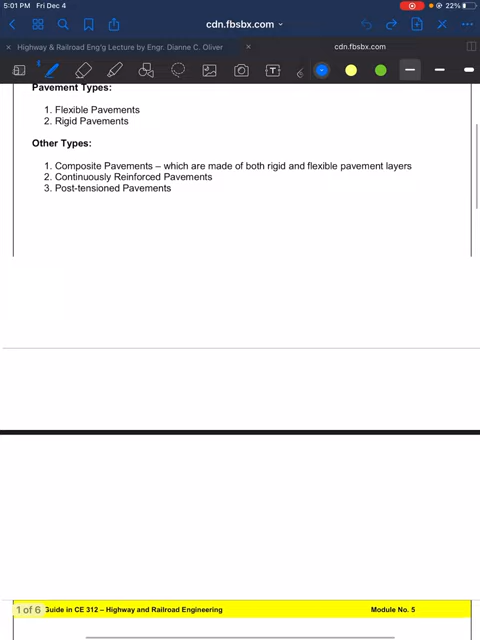 5:01 PM Fri Dec 4
22%
cdn.fbsbx.com
Highway & Railroad Eng'g Lecture by Engr. Dianne C. Oliver
cdn.fbsbx.com
Pavement Types:
1. Flexible Pavements
2. Rigid Pavements
Other Types:
1. Composite Pavements – which are made of both rigid and flexible pavement layers
2. Continuously Reinforced Pavements
3. Post-tensioned Pavements
1 of 6 Guide in CE 312 – Highway and Railroad Engineering Module No. 5